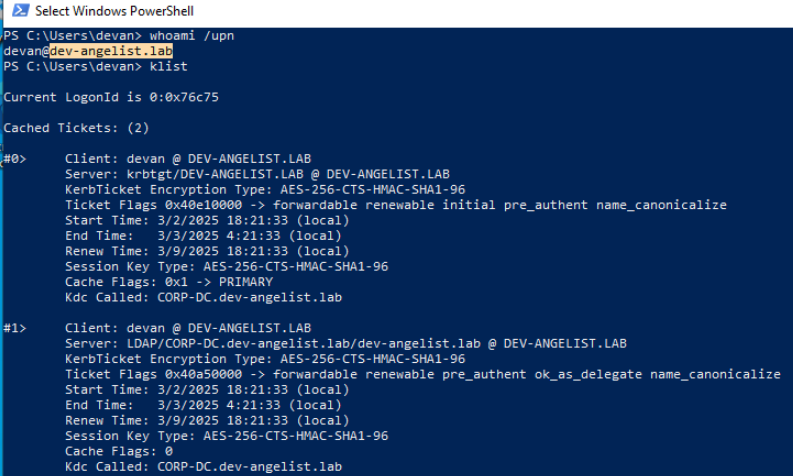 Select Windows PowerShell
PS C:\Users\devan> whoami /upn
devan@dev-angelist.lab
PS C:\Users\devan> klist
Current LogonId is 0:0x76c75
Cached Tickets: (2)
#0>     Client: devan @ DEV-ANGELIST.LAB
        Server: krbtgt/DEV-ANGELIST.LAB @ DEV-ANGELIST.LAB
        KerbTicket Encryption Type: AES-256-CTS-HMAC-SHA1-96
        Ticket Flags 0x40e10000 -> forwardable renewable initial pre_authent name_canonicalize
        Start Time: 3/2/2025 18:21:33 (local)
        End Time:   3/3/2025 4:21:33 (local)
        Renew Time: 3/9/2025 18:21:33 (local)
        Session Key Type: AES-256-CTS-HMAC-SHA1-96
        Cache Flags: 0x1 -> PRIMARY
        Kdc Called: CORP-DC.dev-angelist.lab
#1>     Client: devan @ DEV-ANGELIST.LAB
        Server: LDAP/CORP-DC.dev-angelist.lab/dev-angelist.lab @ DEV-ANGELIST.LAB
        KerbTicket Encryption Type: AES-256-CTS-HMAC-SHA1-96
        Ticket Flags 0x40a50000 -> forwardable renewable pre_authent ok_as_delegate name_canonicalize
        Start Time: 3/2/2025 18:21:33 (local)
        End Time:   3/3/2025 4:21:33 (local)
        Renew Time: 3/9/2025 18:21:33 (local)
        Session Key Type: AES-256-CTS-HMAC-SHA1-96
        Cache Flags: 0
        Kdc Called: CORP-DC.dev-angelist.lab